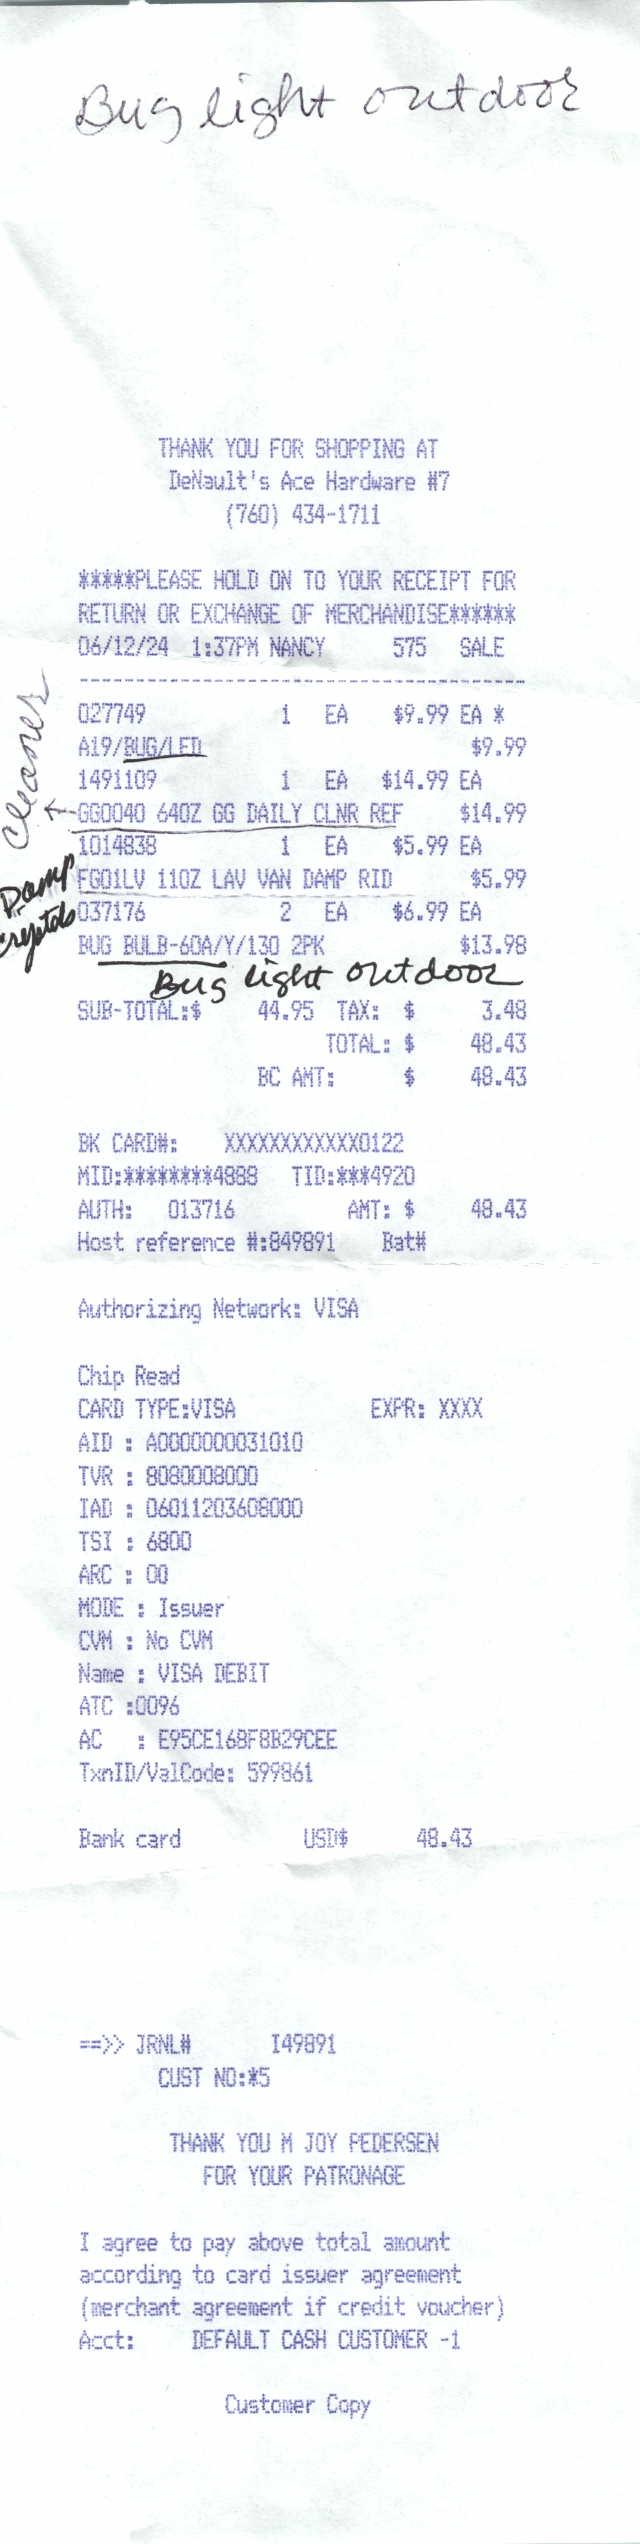 Bug light outdoor
THANK YOU FOR SHOPPING AT
DeNault's Ace Hardware #7
(760) 434-1711
*****PLEASE HOLD ON TO YOUR RECEIPT FOR
RETURN OR EXCHANGE OF MERCHANDISE******
06/12/24 1:37PM NANCY 575 SALE
----------------------------------------
027749 1 EA $9.99 EA *
A19/BUG/LED $9.99
1491109 1 EA $14.99 EA
Cleaner ← GG0040 64OZ GG DAILY CLNR REF $14.99
1014838 1 EA $5.99 EA
Damp Crystals FG01LV 11OZ LAV VAN DAMP RID $5.99
037176 2 EA $6.99 EA
BUG BULB-60A/Y/130 2PK $13.98
Bug light outdoor
SUB-TOTAL:$ 44.95 TAX: $ 3.48
TOTAL: $ 48.43
BC AMT: $ 48.43
BK CARD#: XXXXXXXXXXXX0122
MID:********4888 TID:***4920
AUTH: 013716 AMT: $ 48.43
Host reference #:849891 Bat#
Authorizing Network: VISA
Chip Read
CARD TYPE:VISA EXPR: XXXX
AID : A0000000031010
TVR : 8080008000
IAD : 06011203608000
TSI : 6800
ARC : 00
MODE : Issuer
CVM : No CVM
Name : VISA DEBIT
ATC :0096
AC : E95CE168F8B29CEE
TxnID/ValCode: 599861
Bank card USD$ 48.43
==>> JRNL# I49891
CUST NO:*5
THANK YOU M JOY PEDERSEN
FOR YOUR PATRONAGE
I agree to pay above total amount
according to card issuer agreement
(merchant agreement if credit voucher)
Acct: DEFAULT CASH CUSTOMER -1
Customer Copy